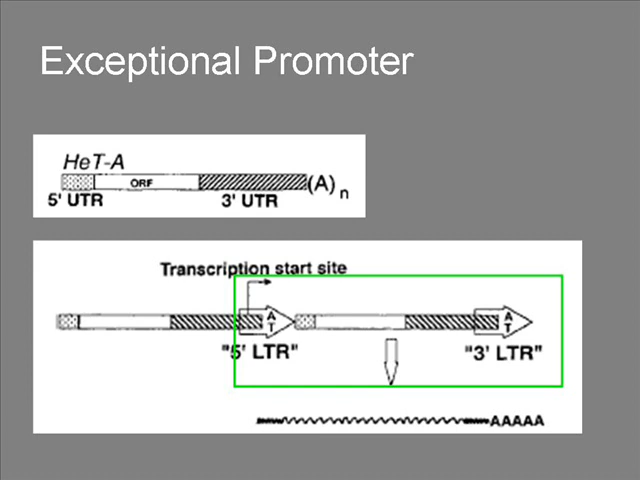 Exceptional Promoter
HeT-A
ORF
(A)n
5' UTR 3' UTR
Transcription start site
A
T
A
T
"5' LTR" "3' LTR"
AAAAA